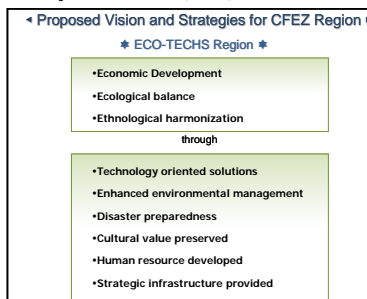 ◂ Proposed Vision and Strategies for CFEZ Region
✷ ECO-TECHS Region ✷
•Economic Development
•Ecological balance
•Ethnological harmonization
through
•Technology oriented solutions
•Enhanced environmental management
•Disaster preparedness
•Cultural value preserved
•Human resource developed
•Strategic infrastructure provided